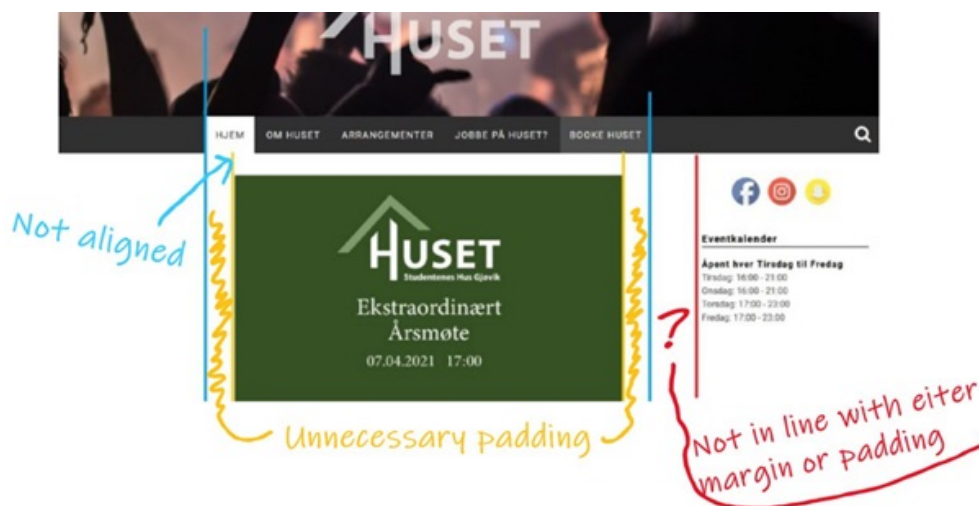 HUSET
HJEM OM HUSET ARRANGEMENTER JOBBE PÅ HUSET? BOOKE HUSET
Not aligned
HUSET
Studentenes Hus Gjøvik
Ekstraordinært
Årsmøte
07.04.2021 17:00
Eventkalender
Åpent hver Tirsdag til Fredag
Tirsdag: 16:00 - 21:00
Onsdag: 16:00 - 21:00
Torsdag: 17:00 - 23:00
Fredag: 17:00 - 23:00
?
Unnecessary padding
Not in line with eiter
margin or padding